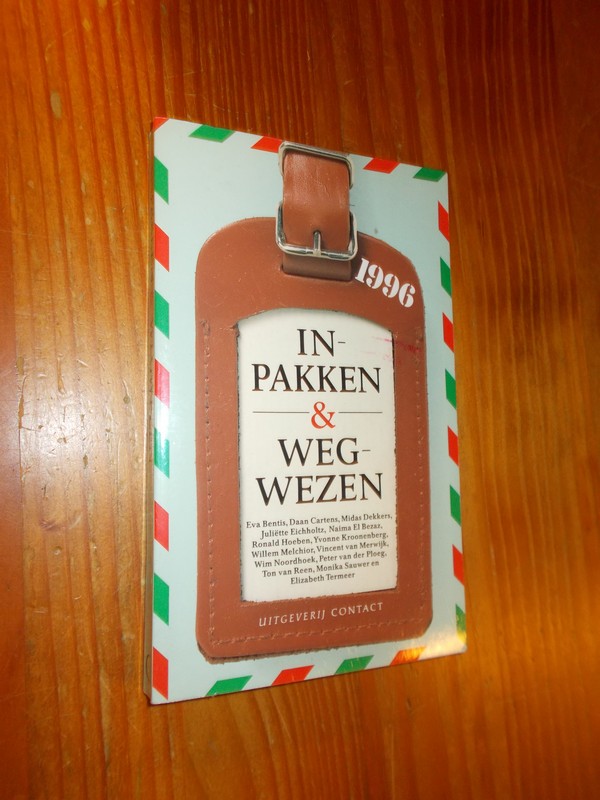 1996
IN-
PAKKEN
&
WEG-
WEZEN
Eva Bentis, Daan Cartens, Midas Dekkers,
Juliëtte Eichholtz, Naima El Bezaz,
Ronald Hoeben, Yvonne Kroonenberg,
Willem Melchior, Vincent van Merwijk,
Wim Noordhoek, Peter van der Ploeg,
Ton van Reen, Monika Sauwer en
Elizabeth Termeer
UITGEVERIJ CONTACT